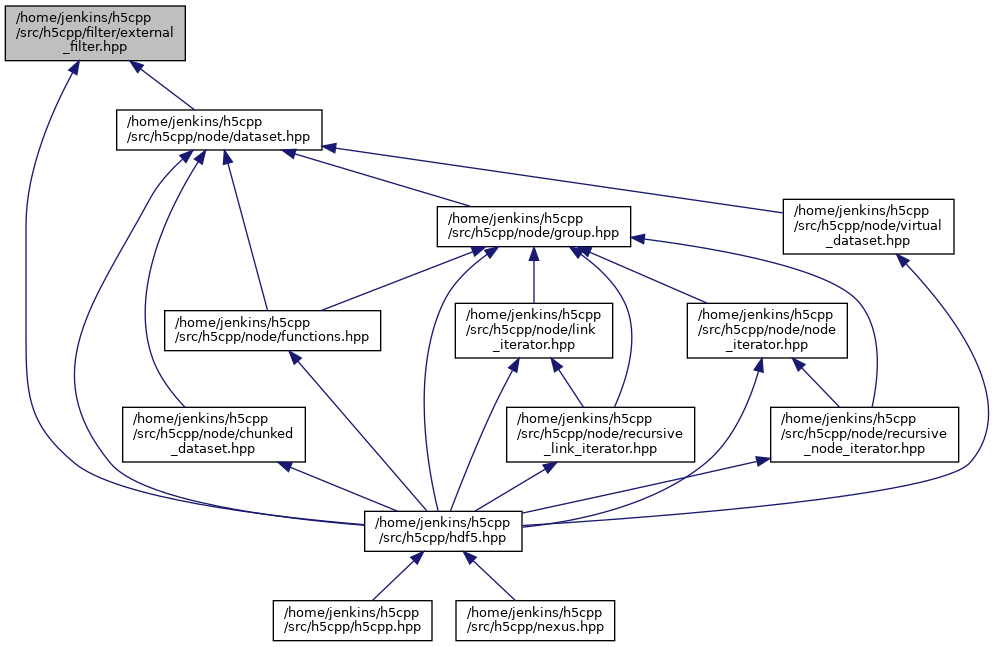 /home/jenkins/h5cpp
/src/h5cpp/filter/external
_filter.hpp
/home/jenkins/h5cpp
/src/h5cpp/node/dataset.hpp
/home/jenkins/h5cpp
/src/h5cpp/node/group.hpp
/home/jenkins/h5cpp
/src/h5cpp/node/virtual
_dataset.hpp
/home/jenkins/h5cpp
/src/h5cpp/node/functions.hpp
/home/jenkins/h5cpp
/src/h5cpp/node/link
_iterator.hpp
/home/jenkins/h5cpp
/src/h5cpp/node/node
_iterator.hpp
/home/jenkins/h5cpp
/src/h5cpp/node/chunked
_dataset.hpp
/home/jenkins/h5cpp
/src/h5cpp/node/recursive
_link_iterator.hpp
/home/jenkins/h5cpp
/src/h5cpp/node/recursive
_node_iterator.hpp
/home/jenkins/h5cpp
/src/h5cpp/hdf5.hpp
/home/jenkins/h5cpp
/src/h5cpp/h5cpp.hpp
/home/jenkins/h5cpp
/src/h5cpp/nexus.hpp